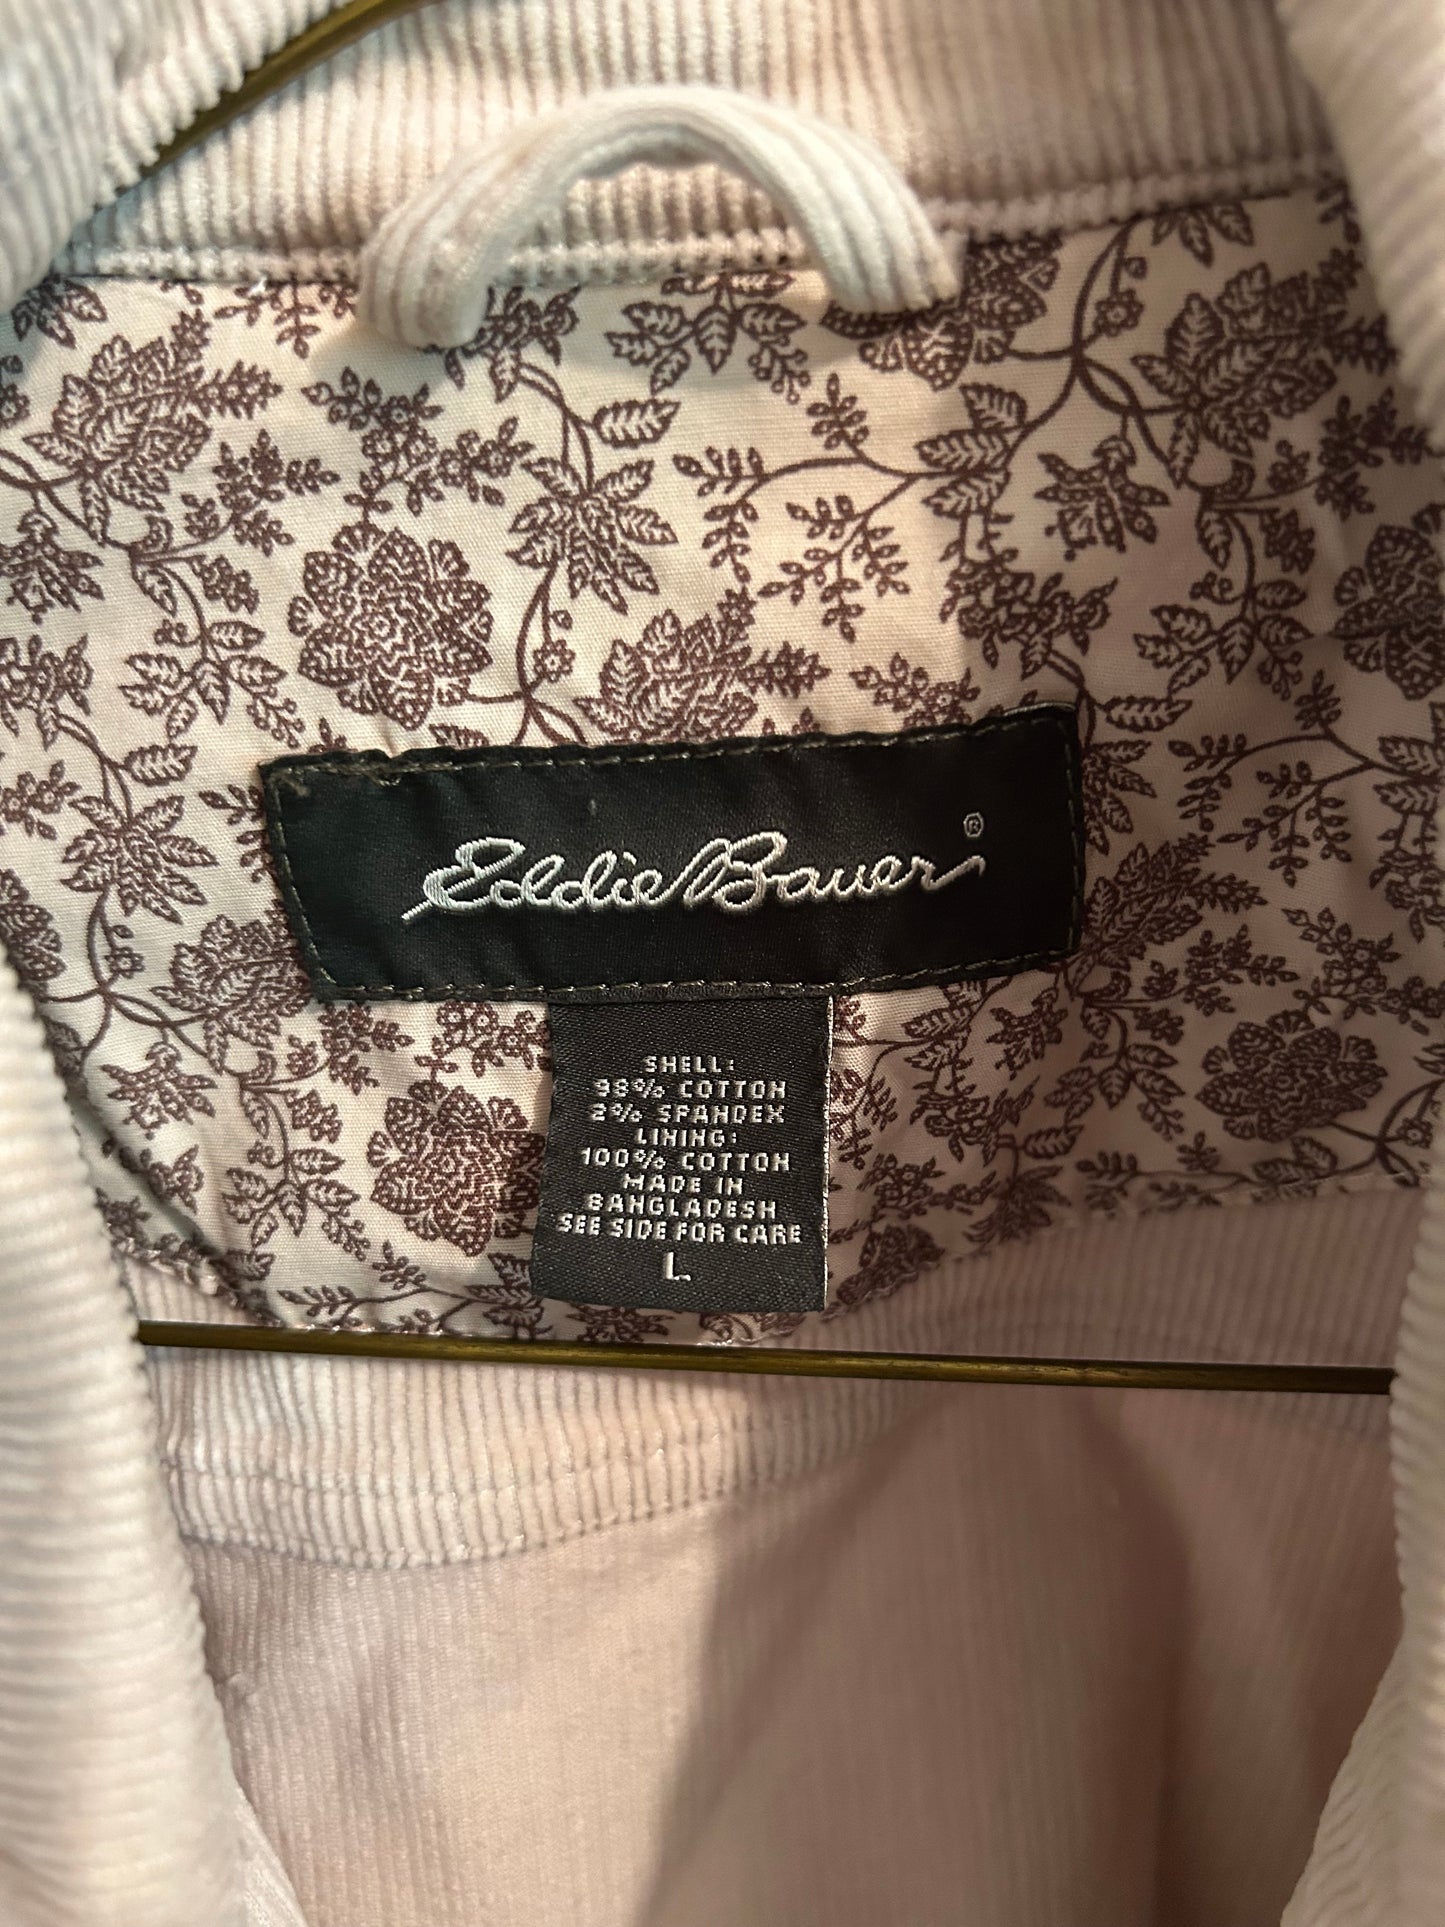 Eddie Bauer ®
SHELL:
98% COTTON
2% SPANDEX
LINING:
100% COTTON
MADE IN
BANGLADESH
SEE SIDE FOR CARE
L